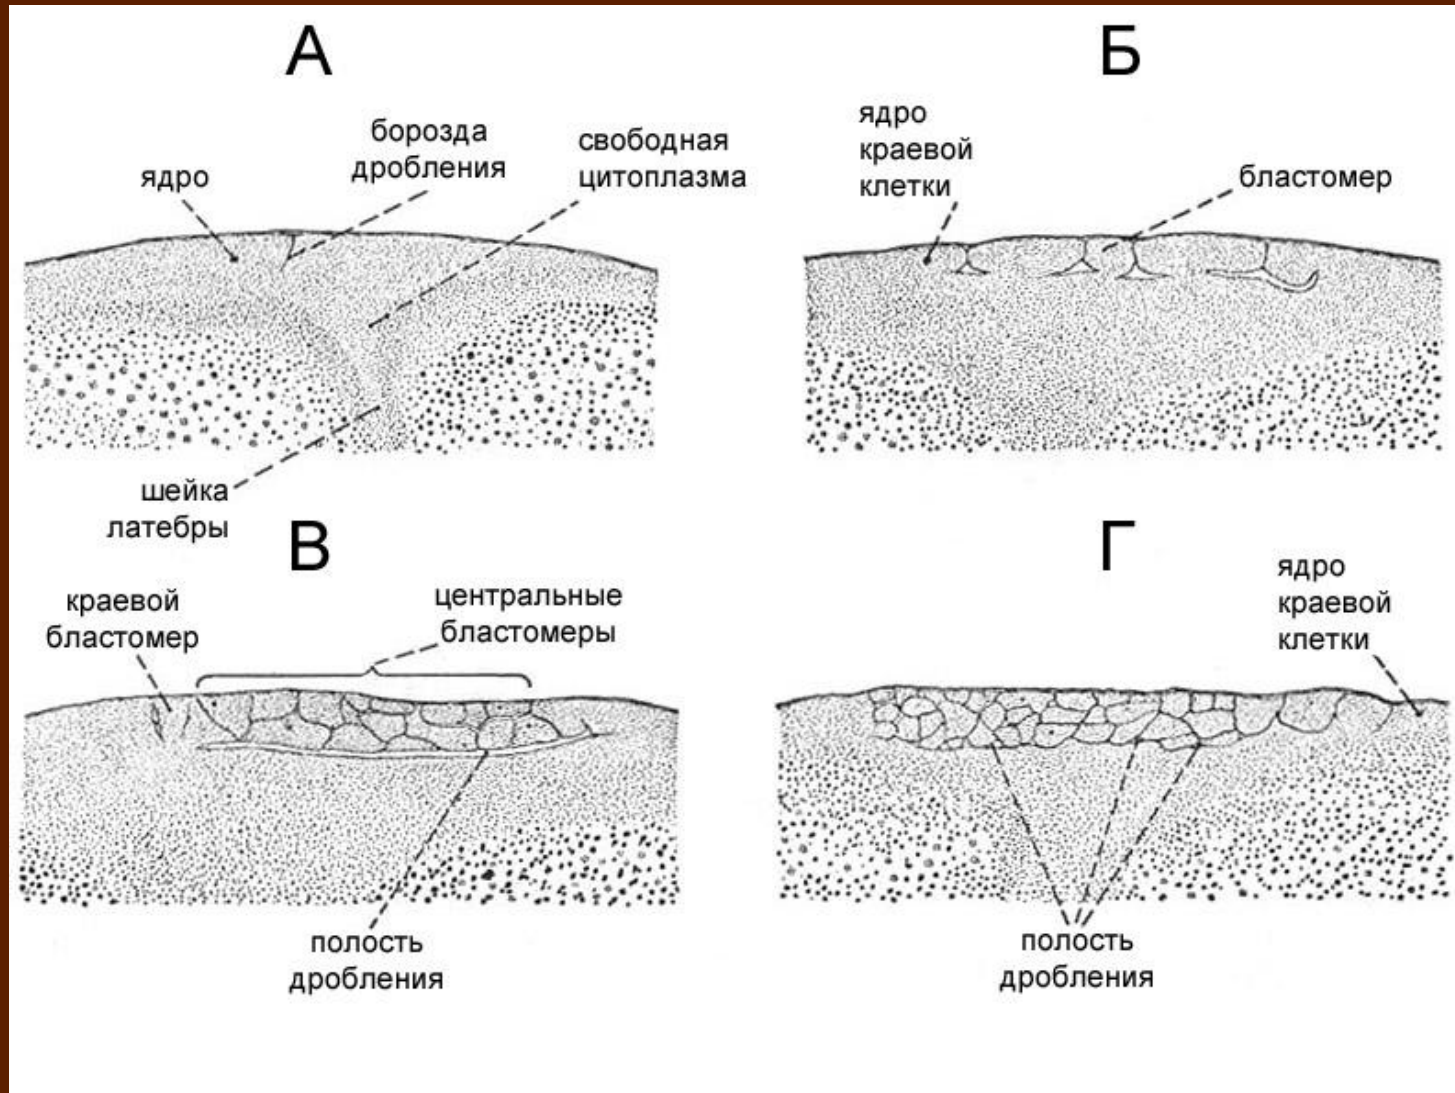 А
борозда
дробления
свободная
цитоплазма
ядро
шейка
латебры
Б
ядро
краевой
клетки
бластомер
В
краевой
бластомер
центральные
бластомеры
полость
дробления
Г
ядро
краевой
клетки
полость
дробления